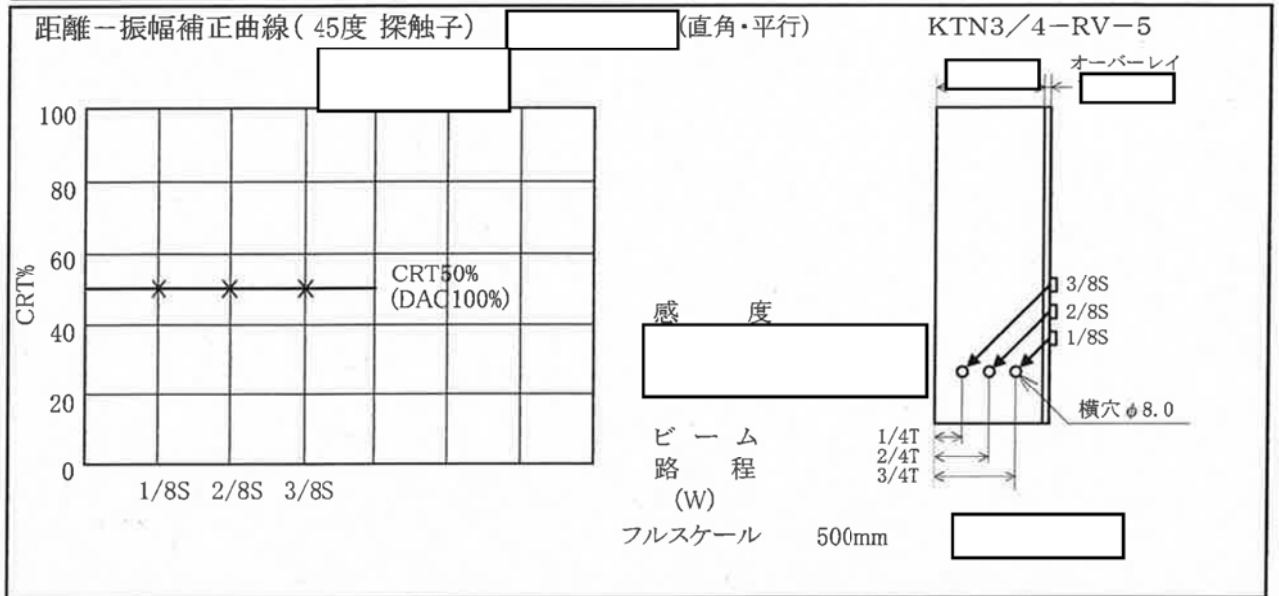 距離－振幅補正曲線( 45度 探触子)
(直角・平行)
KTN3／4－RV－5
オーバーレイ
100
80
60
40
20
0
CRT%
CRT50%
(DAC100%)
1/8S 2/8S 3/8S
感　度
ビ ー ム
路　程
(W)
フルスケール 500mm
3/8S
2/8S
1/8S
横穴φ8.0
1/4T
2/4T
3/4T